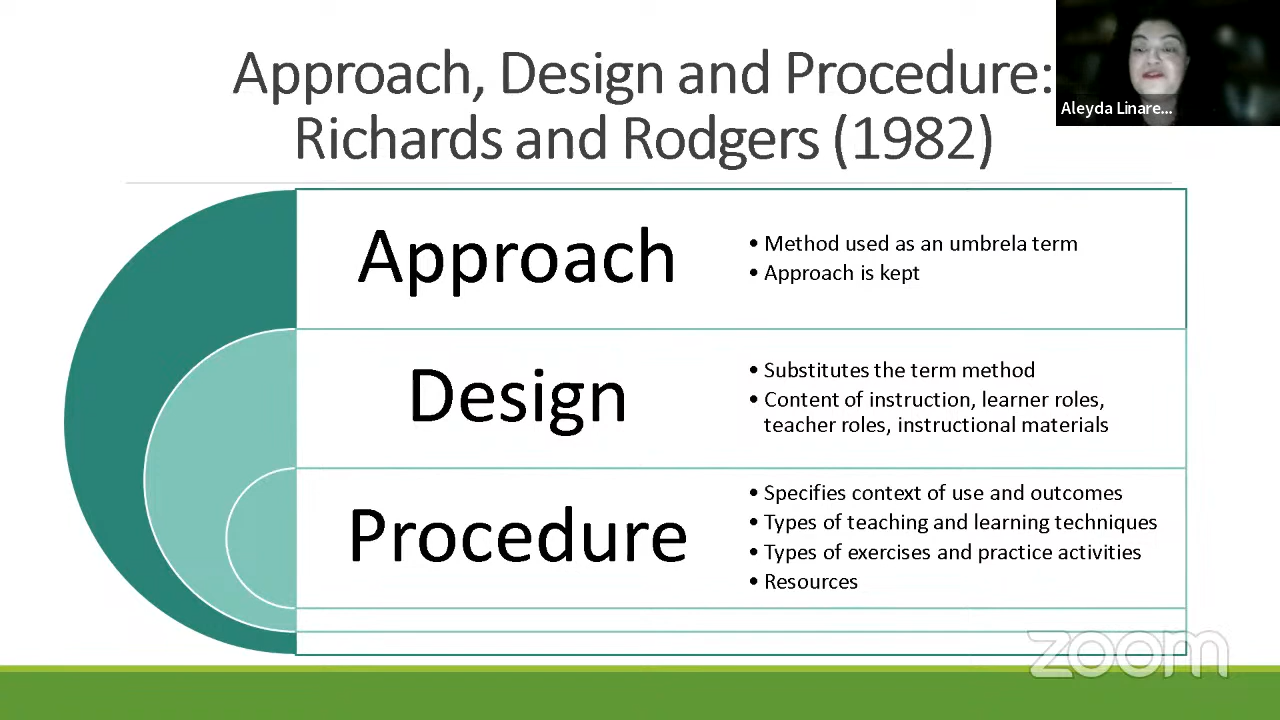 Approach, Design and Procedure:
Richards and Rodgers (1982)
Aleyda Linare...
Approach
• Method used as an umbrela term
• Approach is kept
Design
• Substitutes the term method
• Content of instruction, learner roles,
teacher roles, instructional materials
Procedure
• Specifies context of use and outcomes
• Types of teaching and learning techniques
• Types of exercises and practice activities
• Resources
zoom